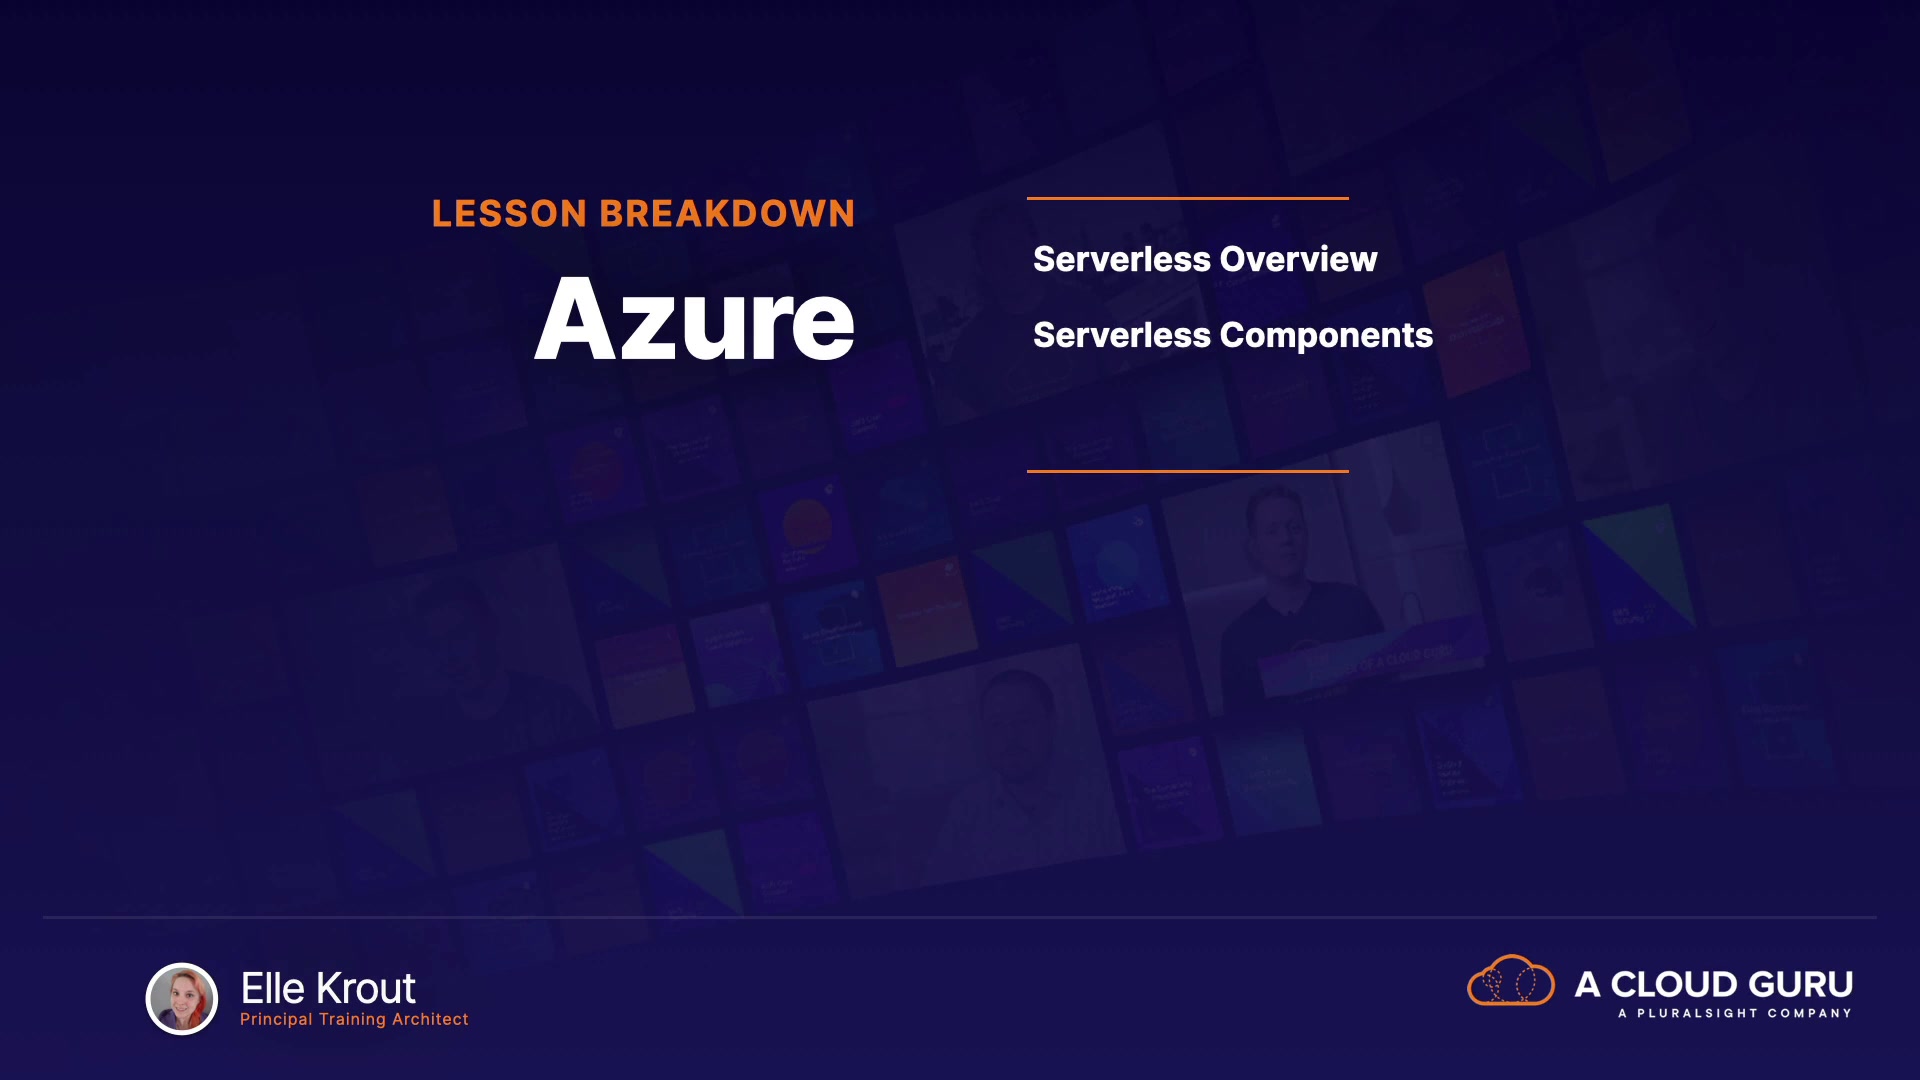 LESSON BREAKDOWN
Azure
Serverless Overview
Serverless Components
Elle Krout
Principal Training Architect
A CLOUD GURU
A PLURALSIGHT COMPANY